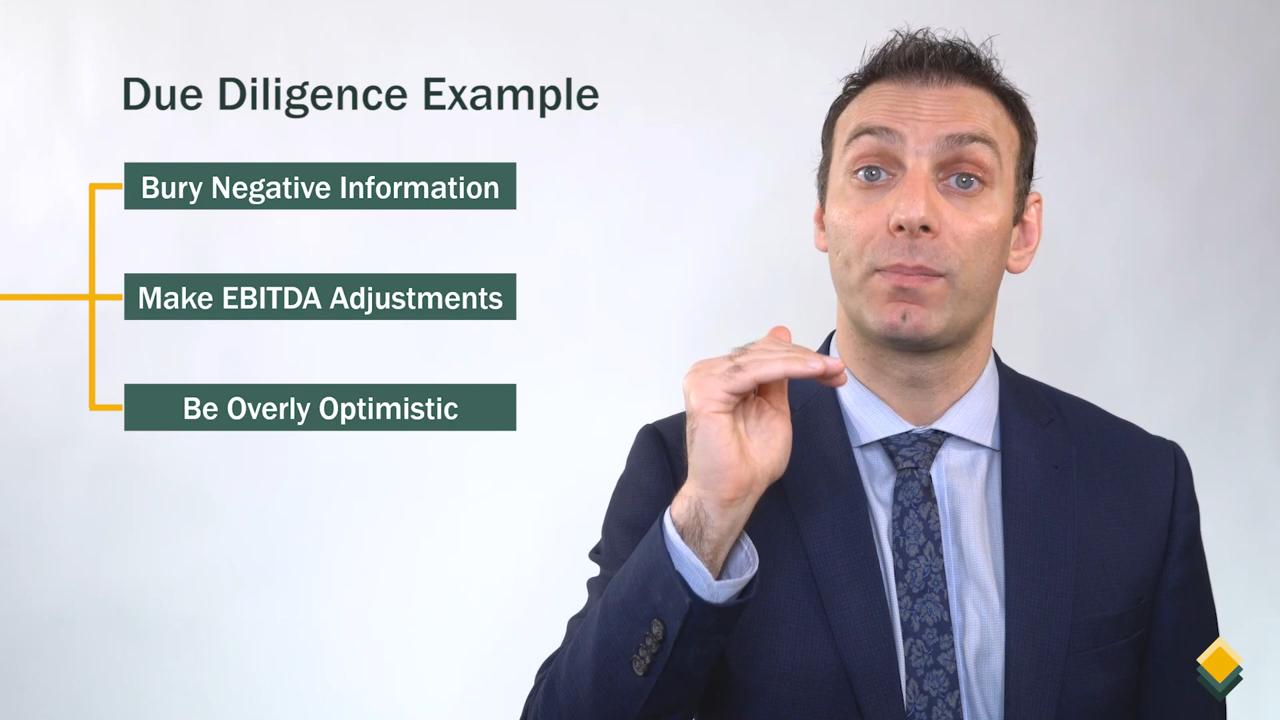 Due Diligence Example
Bury Negative Information
Make EBITDA Adjustments
Be Overly Optimistic